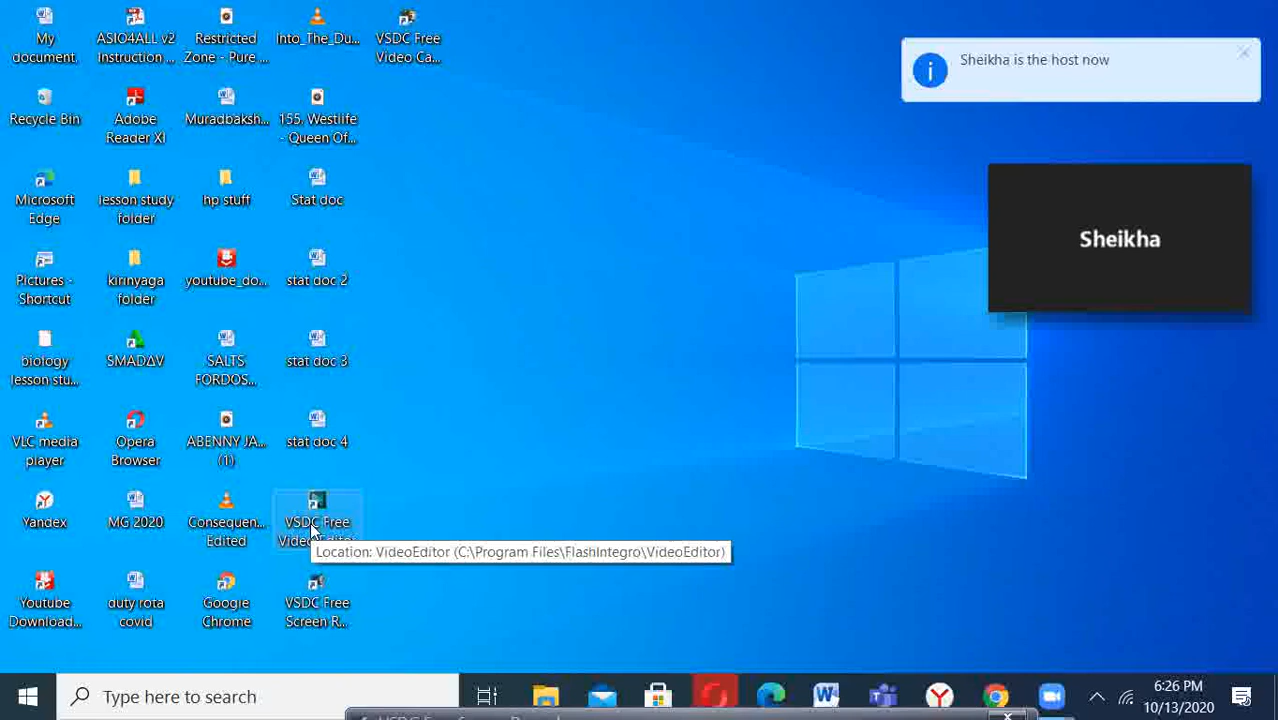 My
document.
ASIO4ALL v2
Instruction ...
Restricted
Zone - Pure ...
Into_The_Du...
VSDC Free
Video Ca...
Sheikha is the host now
Recycle Bin
Adobe
Reader XI
Muradbaksh...
155. Westlife
- Queen Of...
Microsoft
Edge
lesson study
folder
hp stuff
Stat doc
Sheikha
Pictures -
Shortcut
kirinyaga
folder
youtube_do...
stat doc 2
biology
lesson stu...
SMADΔV
SALTS
FORDOS...
stat doc 3
VLC media
player
Opera
Browser
ABENNY JA...
(1)
stat doc 4
Yandex
MG 2020
Consequen...
Edited
VSDC Free
Video Editor
Location: VideoEditor (C:\Program Files\FlashIntegro\VideoEditor)
Youtube
Download...
duty rota
covid
Google
Chrome
VSDC Free
Screen R...
Type here to search
6:26 PM
10/13/2020